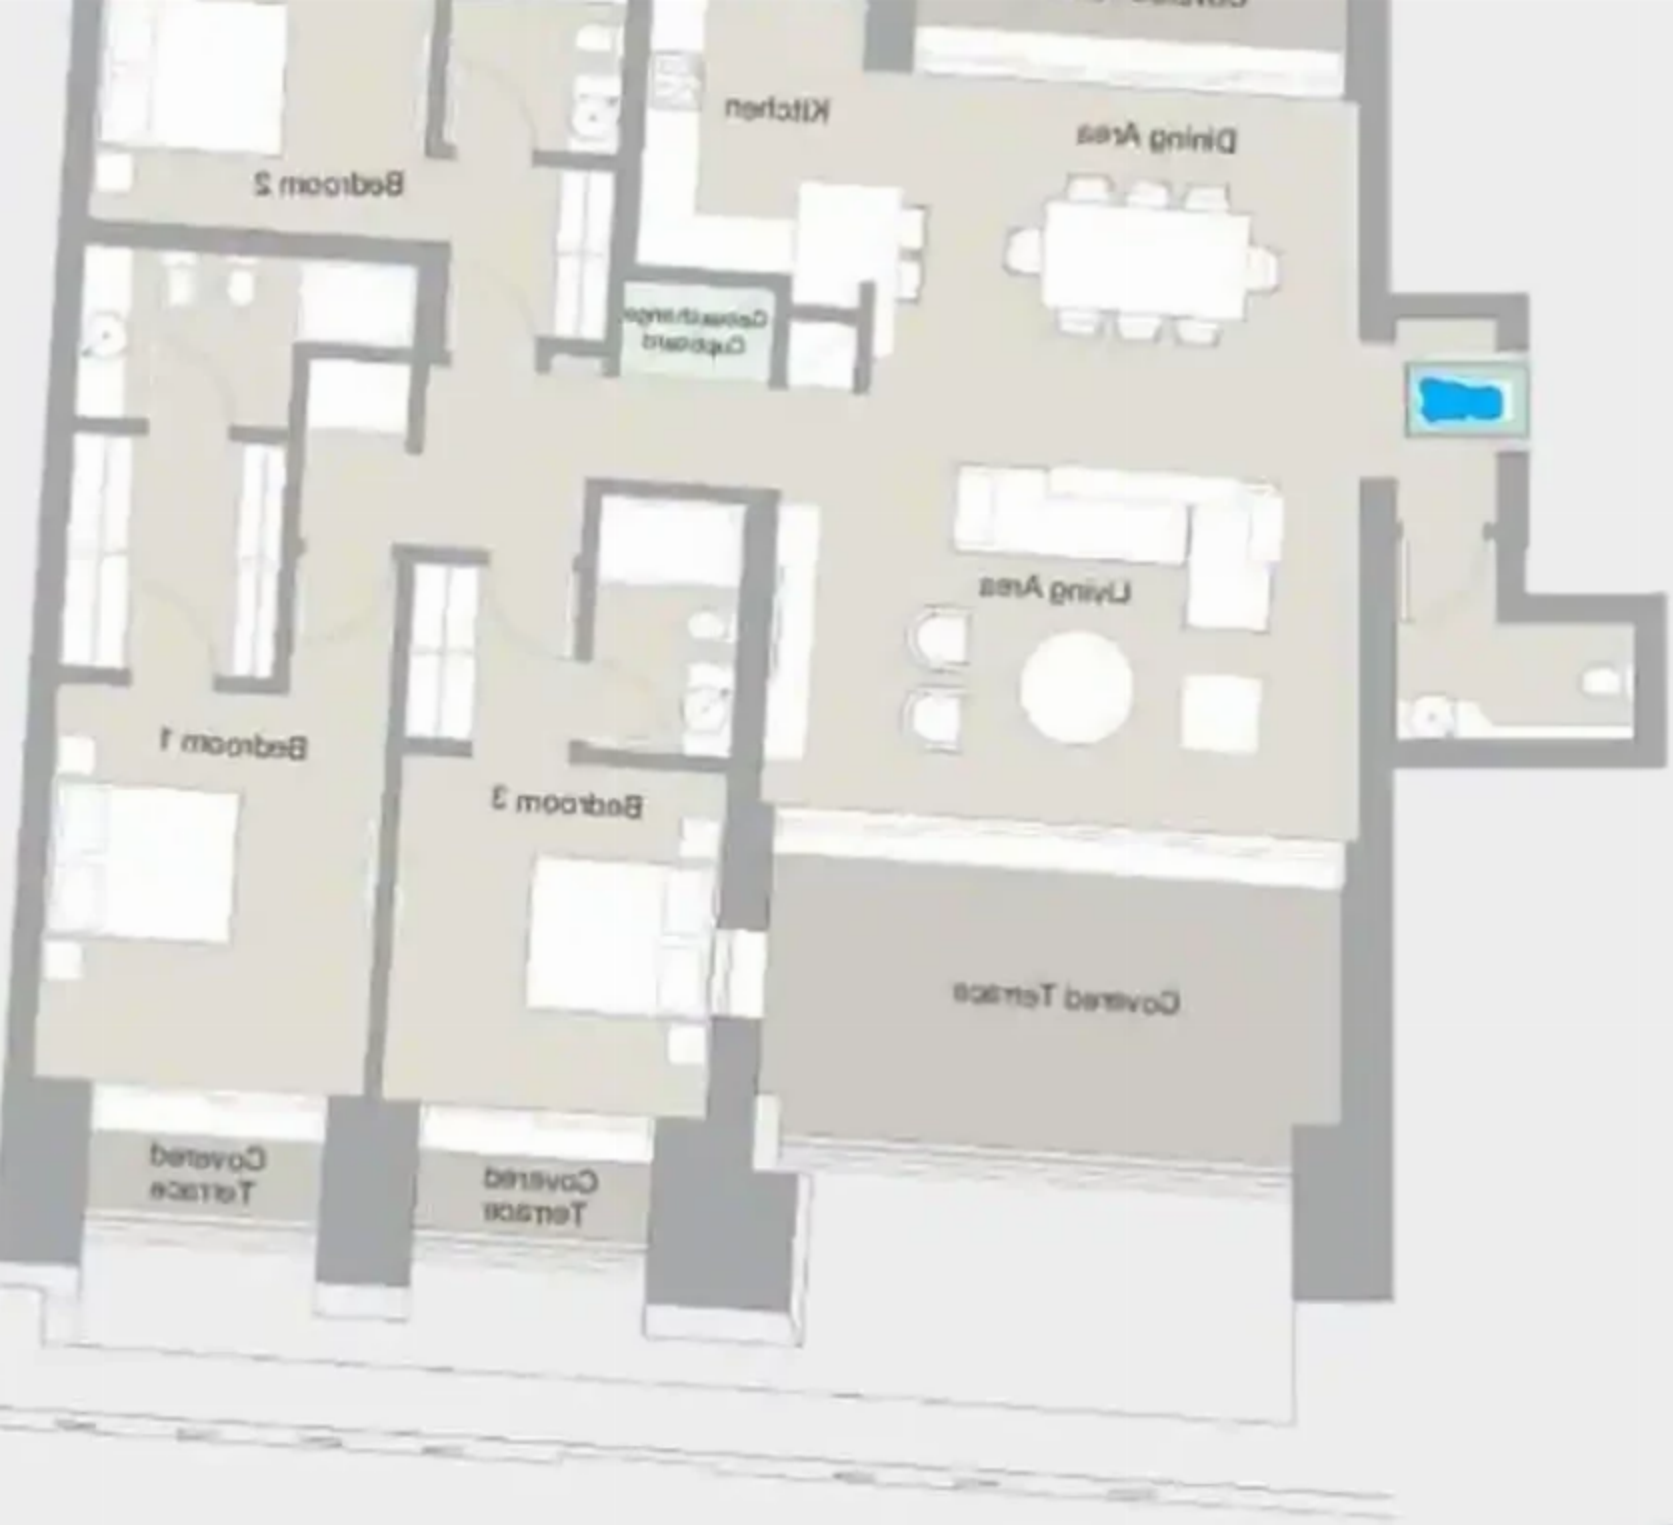 Kitchen
Dining Area
Bedroom 2
Cupboard
Living Area
Bedroom 1
Bedroom 3
Covered Terrace
Covered
Terrace
Covered
Terrace